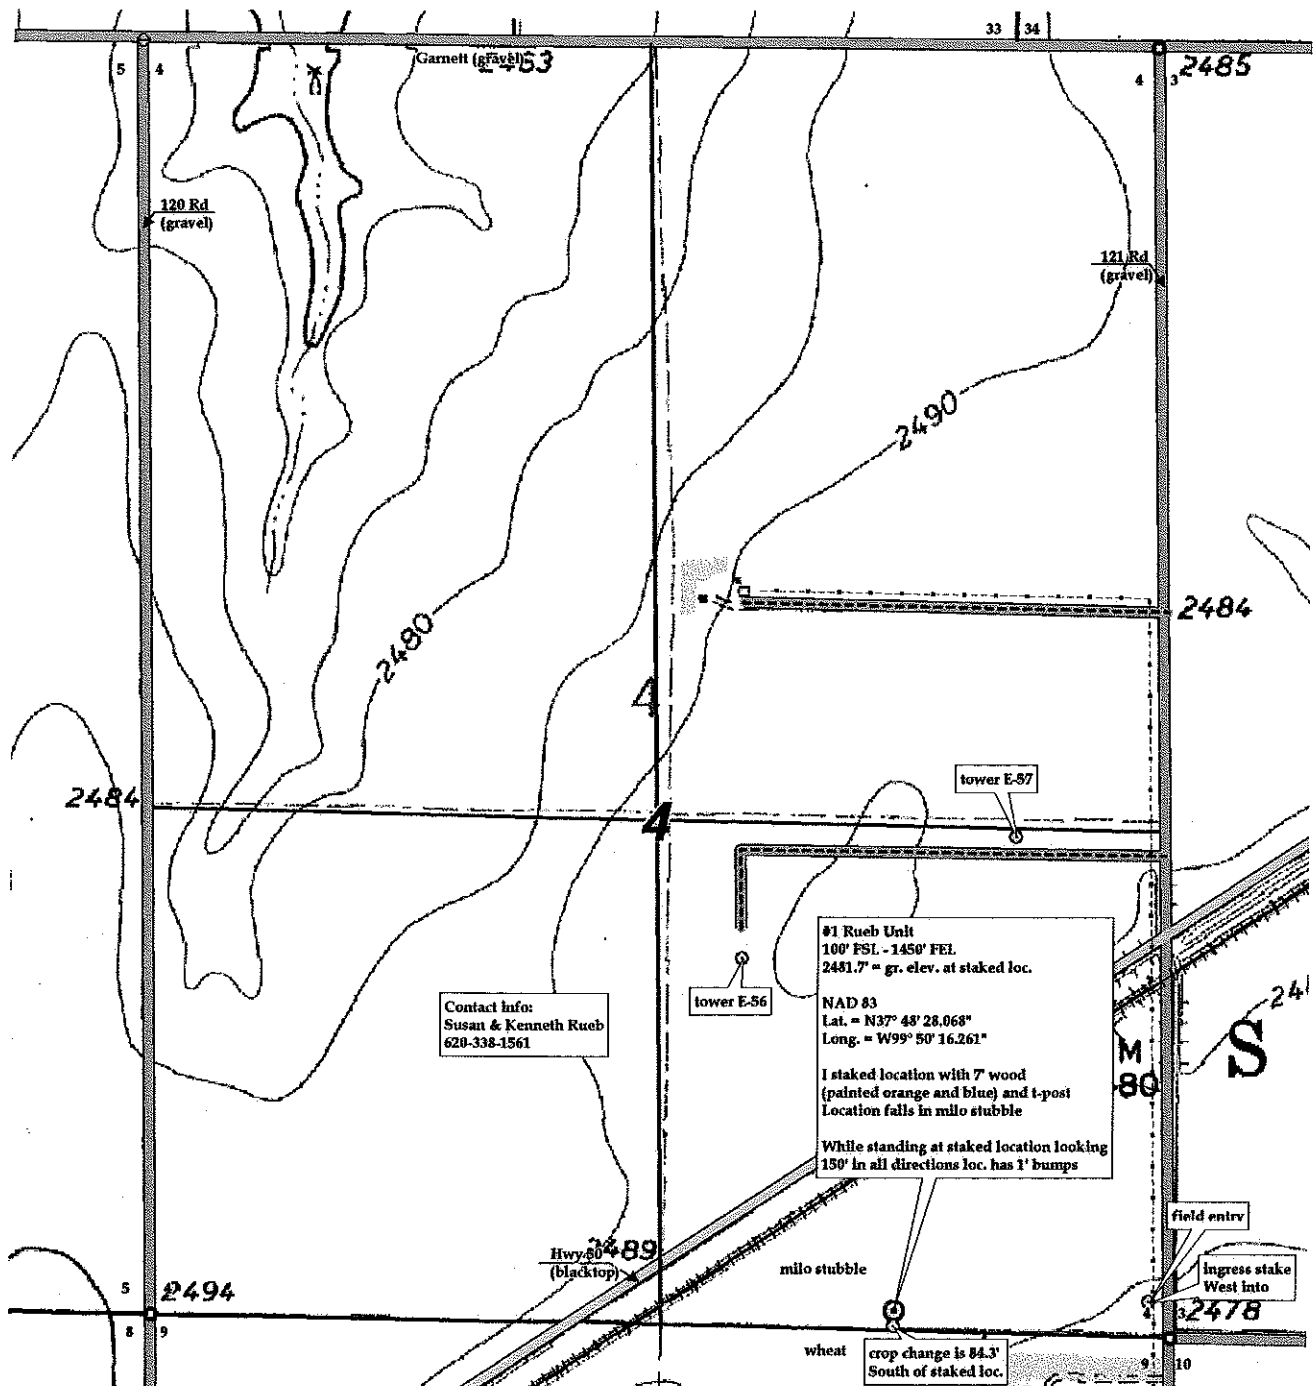 33 34
5 4
Garnett (gravel)
4 3
2485
120 Rd
(gravel)
121 Rd
(gravel)
2490
2484
2480
4
tower E-57
2484
4
#1 Rueb Unit
100' FSL - 1450' FEL
2481.7' = gr. elev. at staked loc.
NAD 83
Lat. = N37° 48' 28.068"
Long. = W99° 50' 16.261"
I staked location with 7' wood
(painted orange and blue) and t-post
Location falls in milo stubble
While standing at staked location looking
150' in all directions loc. has 1' bumps
tower E-56
Contact info:
Susan & Kenneth Rueb
620-338-1561
M
S
field entry
Hwy 50
(blacktop)
2489
milo stubble
ingress stake
West into
5
2494
4 3
2478
8 9
wheat
crop change is 84.3'
South of staked loc.
9 10